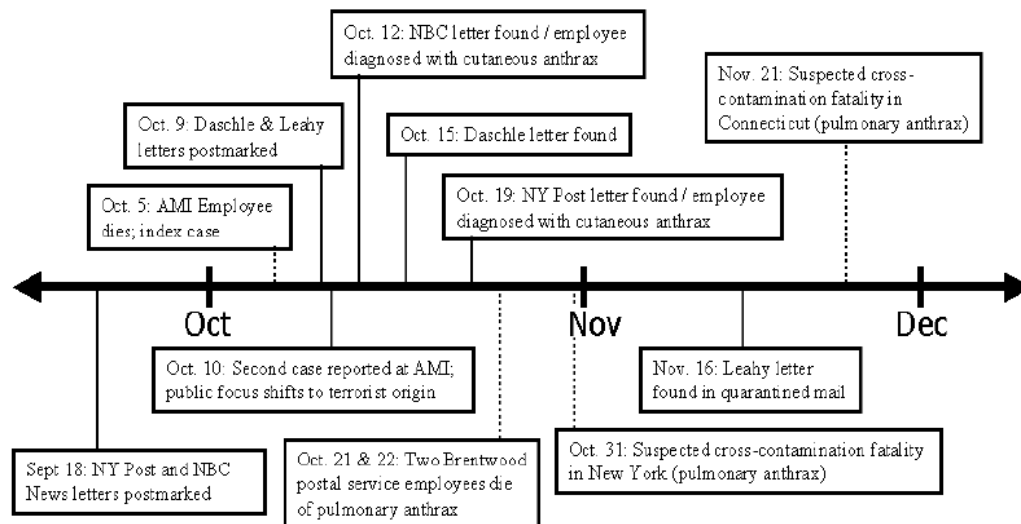 Oct. 12: NBC letter found / employee
diagnosed with cutaneous anthrax
Nov. 21: Suspected cross-
contamination fatality in
Connecticut (pulmonary anthrax)
Oct. 9: Daschle & Leahy
letters postmarked
Oct. 15: Daschle letter found
Oct. 5: AMI Employee
dies; index case
Oct. 19: NY Post letter found / employee
diagnosed with cutaneous anthrax
Oct
Nov
Dec
Oct. 10: Second case reported at AMI;
public focus shifts to terrorist origin
Nov. 16: Leahy letter
found in quarantined mail
Sept 18: NY Post and NBC
News letters postmarked
Oct. 21 & 22: Two Brentwood
postal service employees die
of pulmonary anthrax
Oct. 31: Suspected cross-contamination fatality
in New York (pulmonary anthrax)